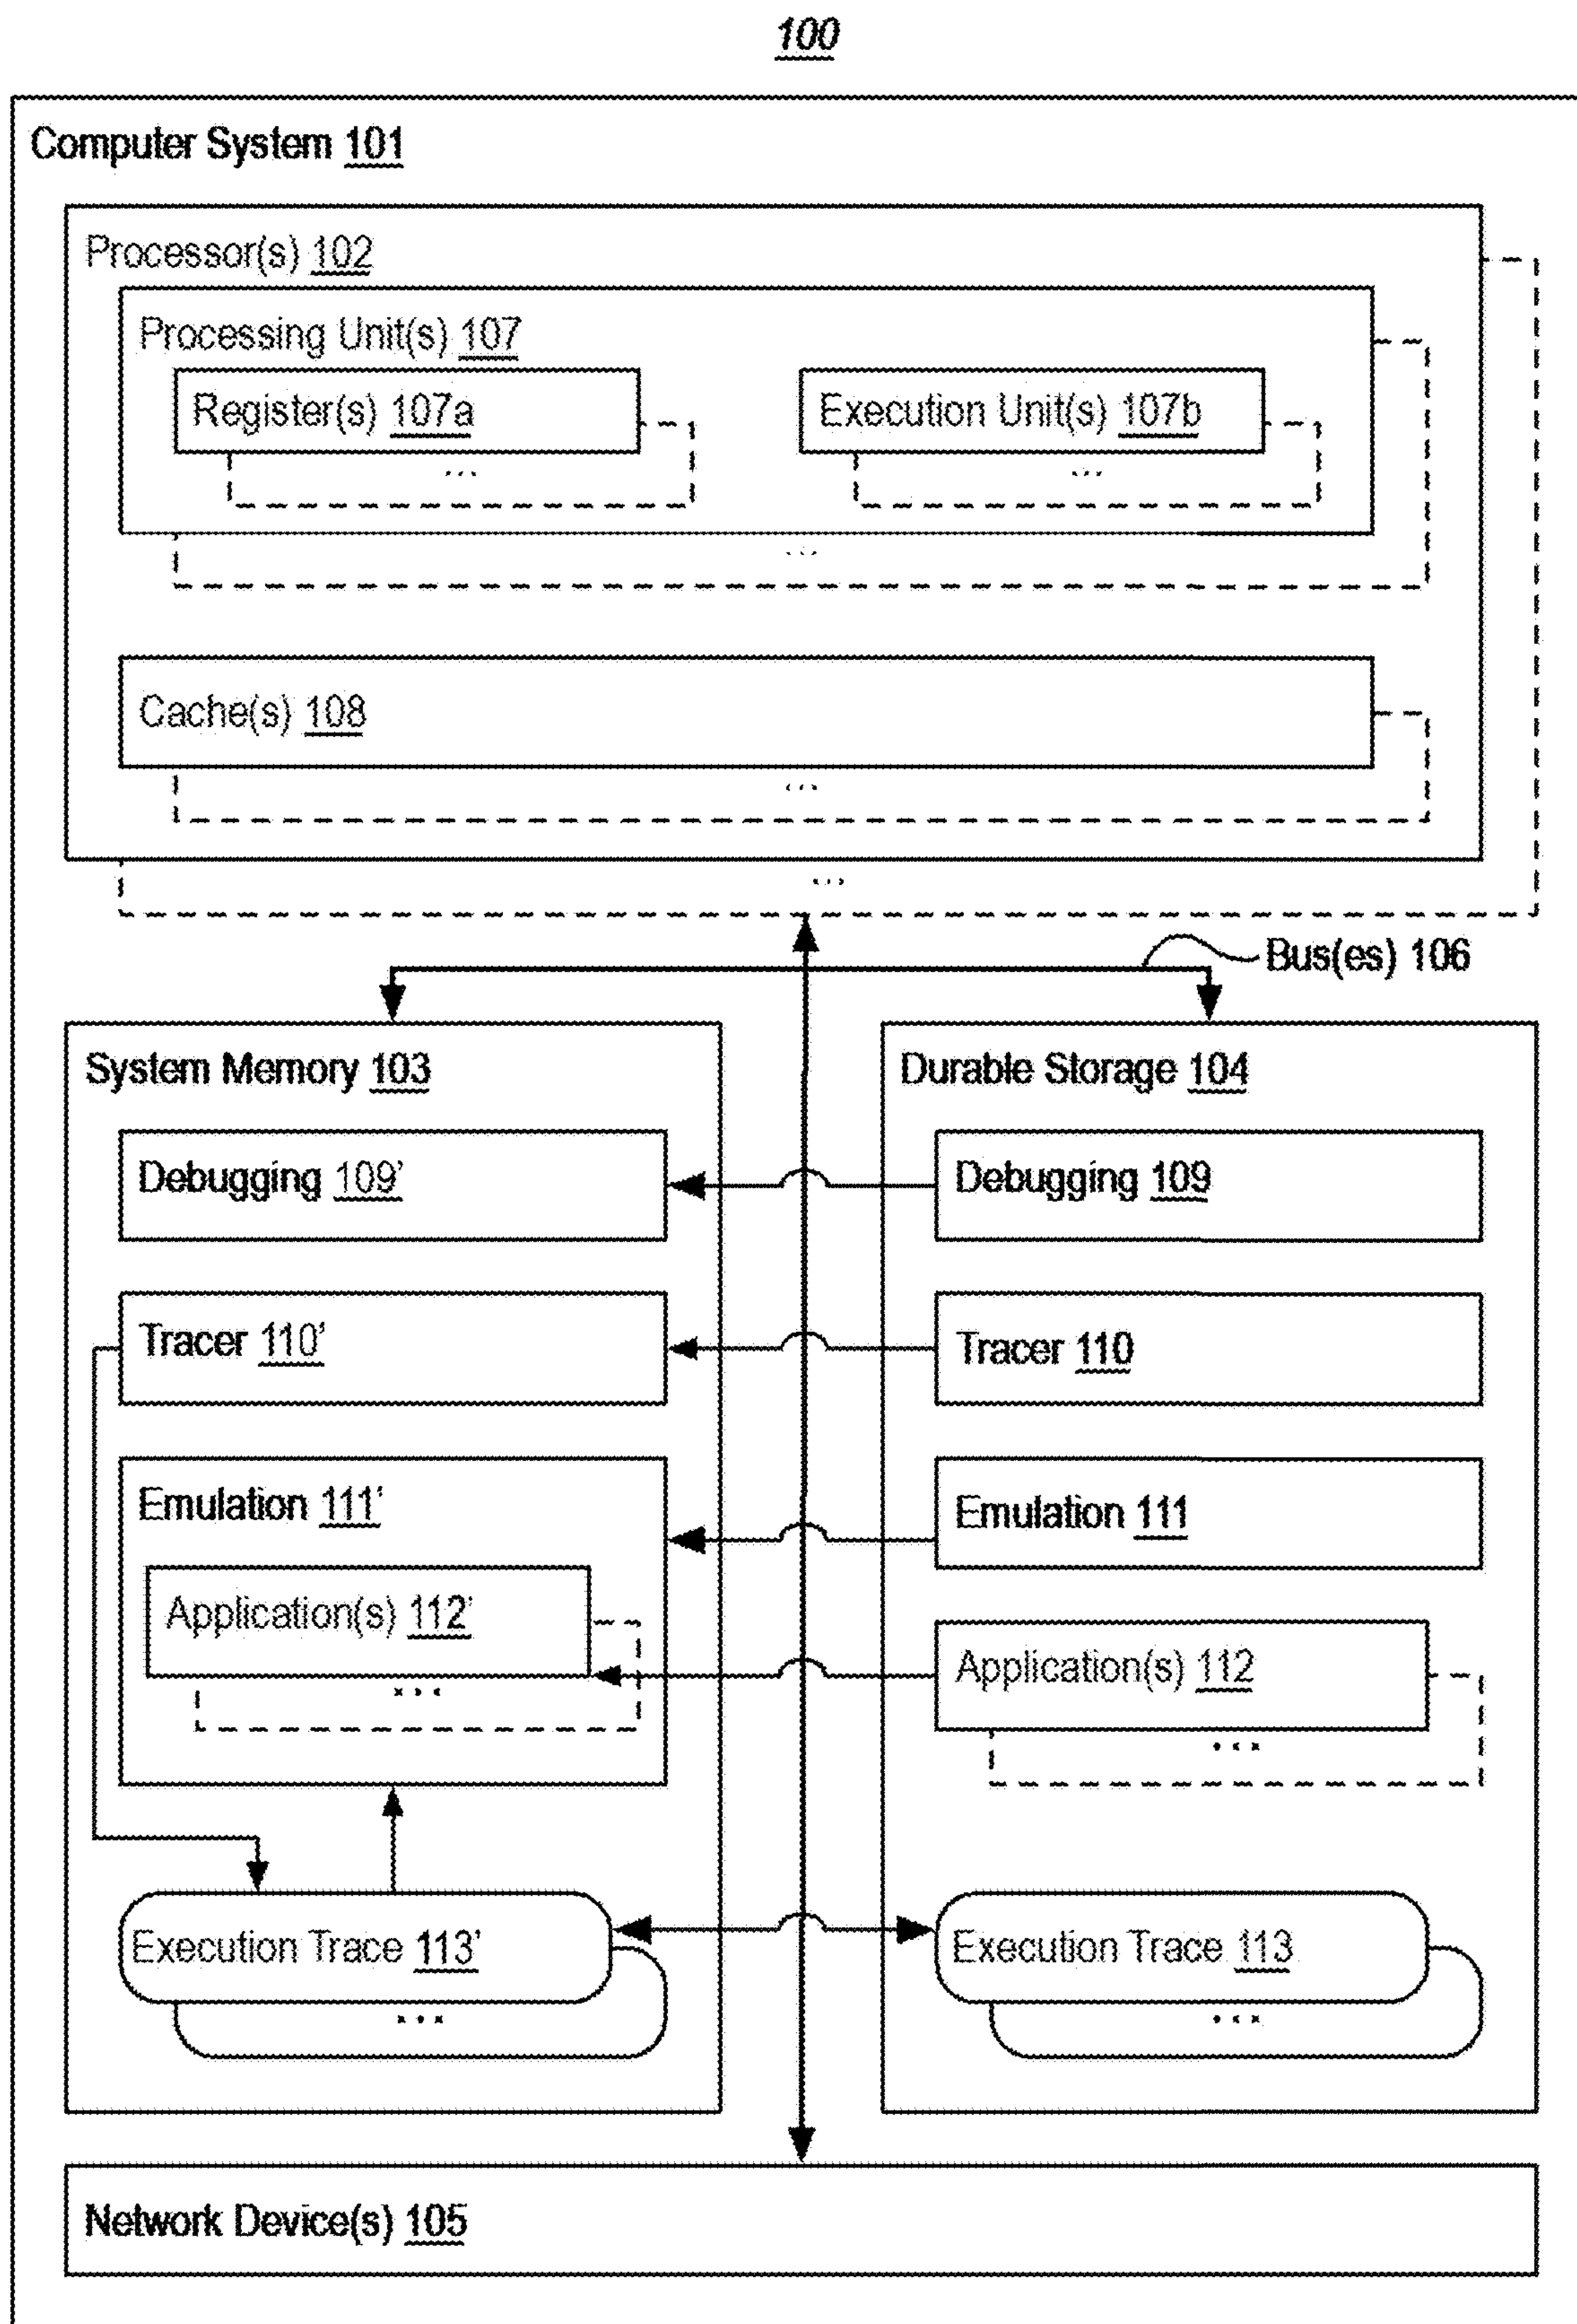 100
Computer System 101
Processor(s) 102
Processing Unit(s) 107
Register(s) 107a
Execution Unit(s) 107b
...
...
...
Cache(s) 108
...
...
Bus(es) 106
System Memory 103
Durable Storage 104
Debugging 109’
Debugging 109
Tracer 110’
Tracer 110
Emulation 111’
Emulation 111
Application(s) 112’
Application(s) 112
...
...
Execution Trace 113’
Execution Trace 113
...
...
Network Device(s) 105